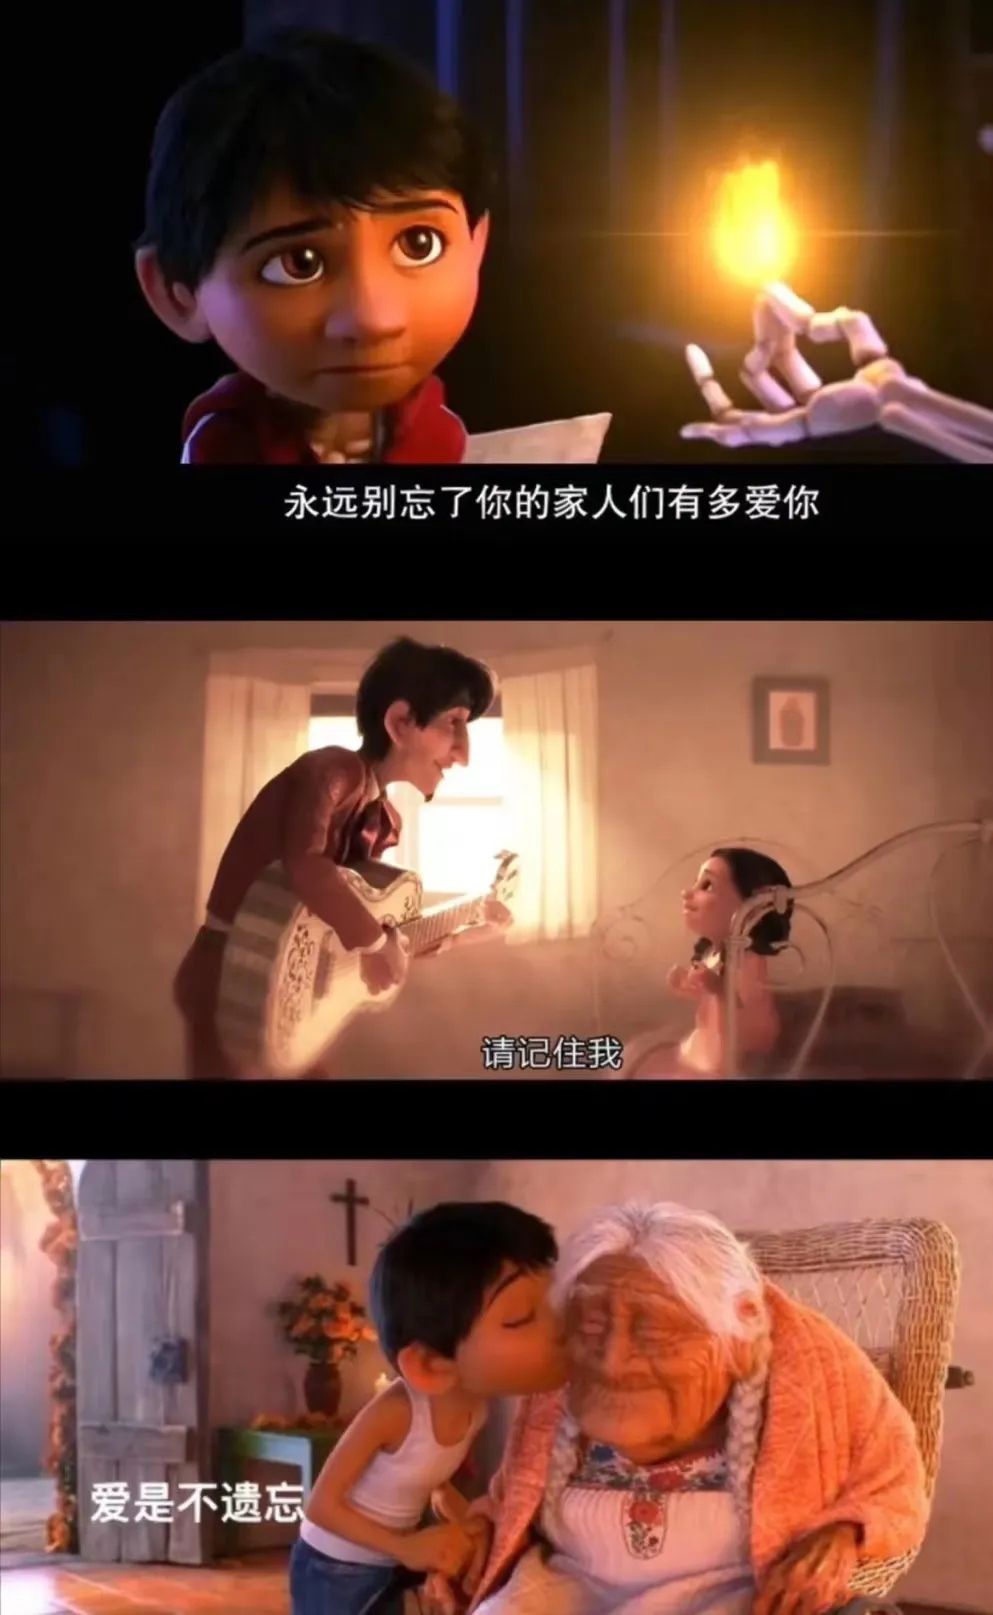 永远别忘了你的家人们有多爱你
请记住我
爱是不遗忘